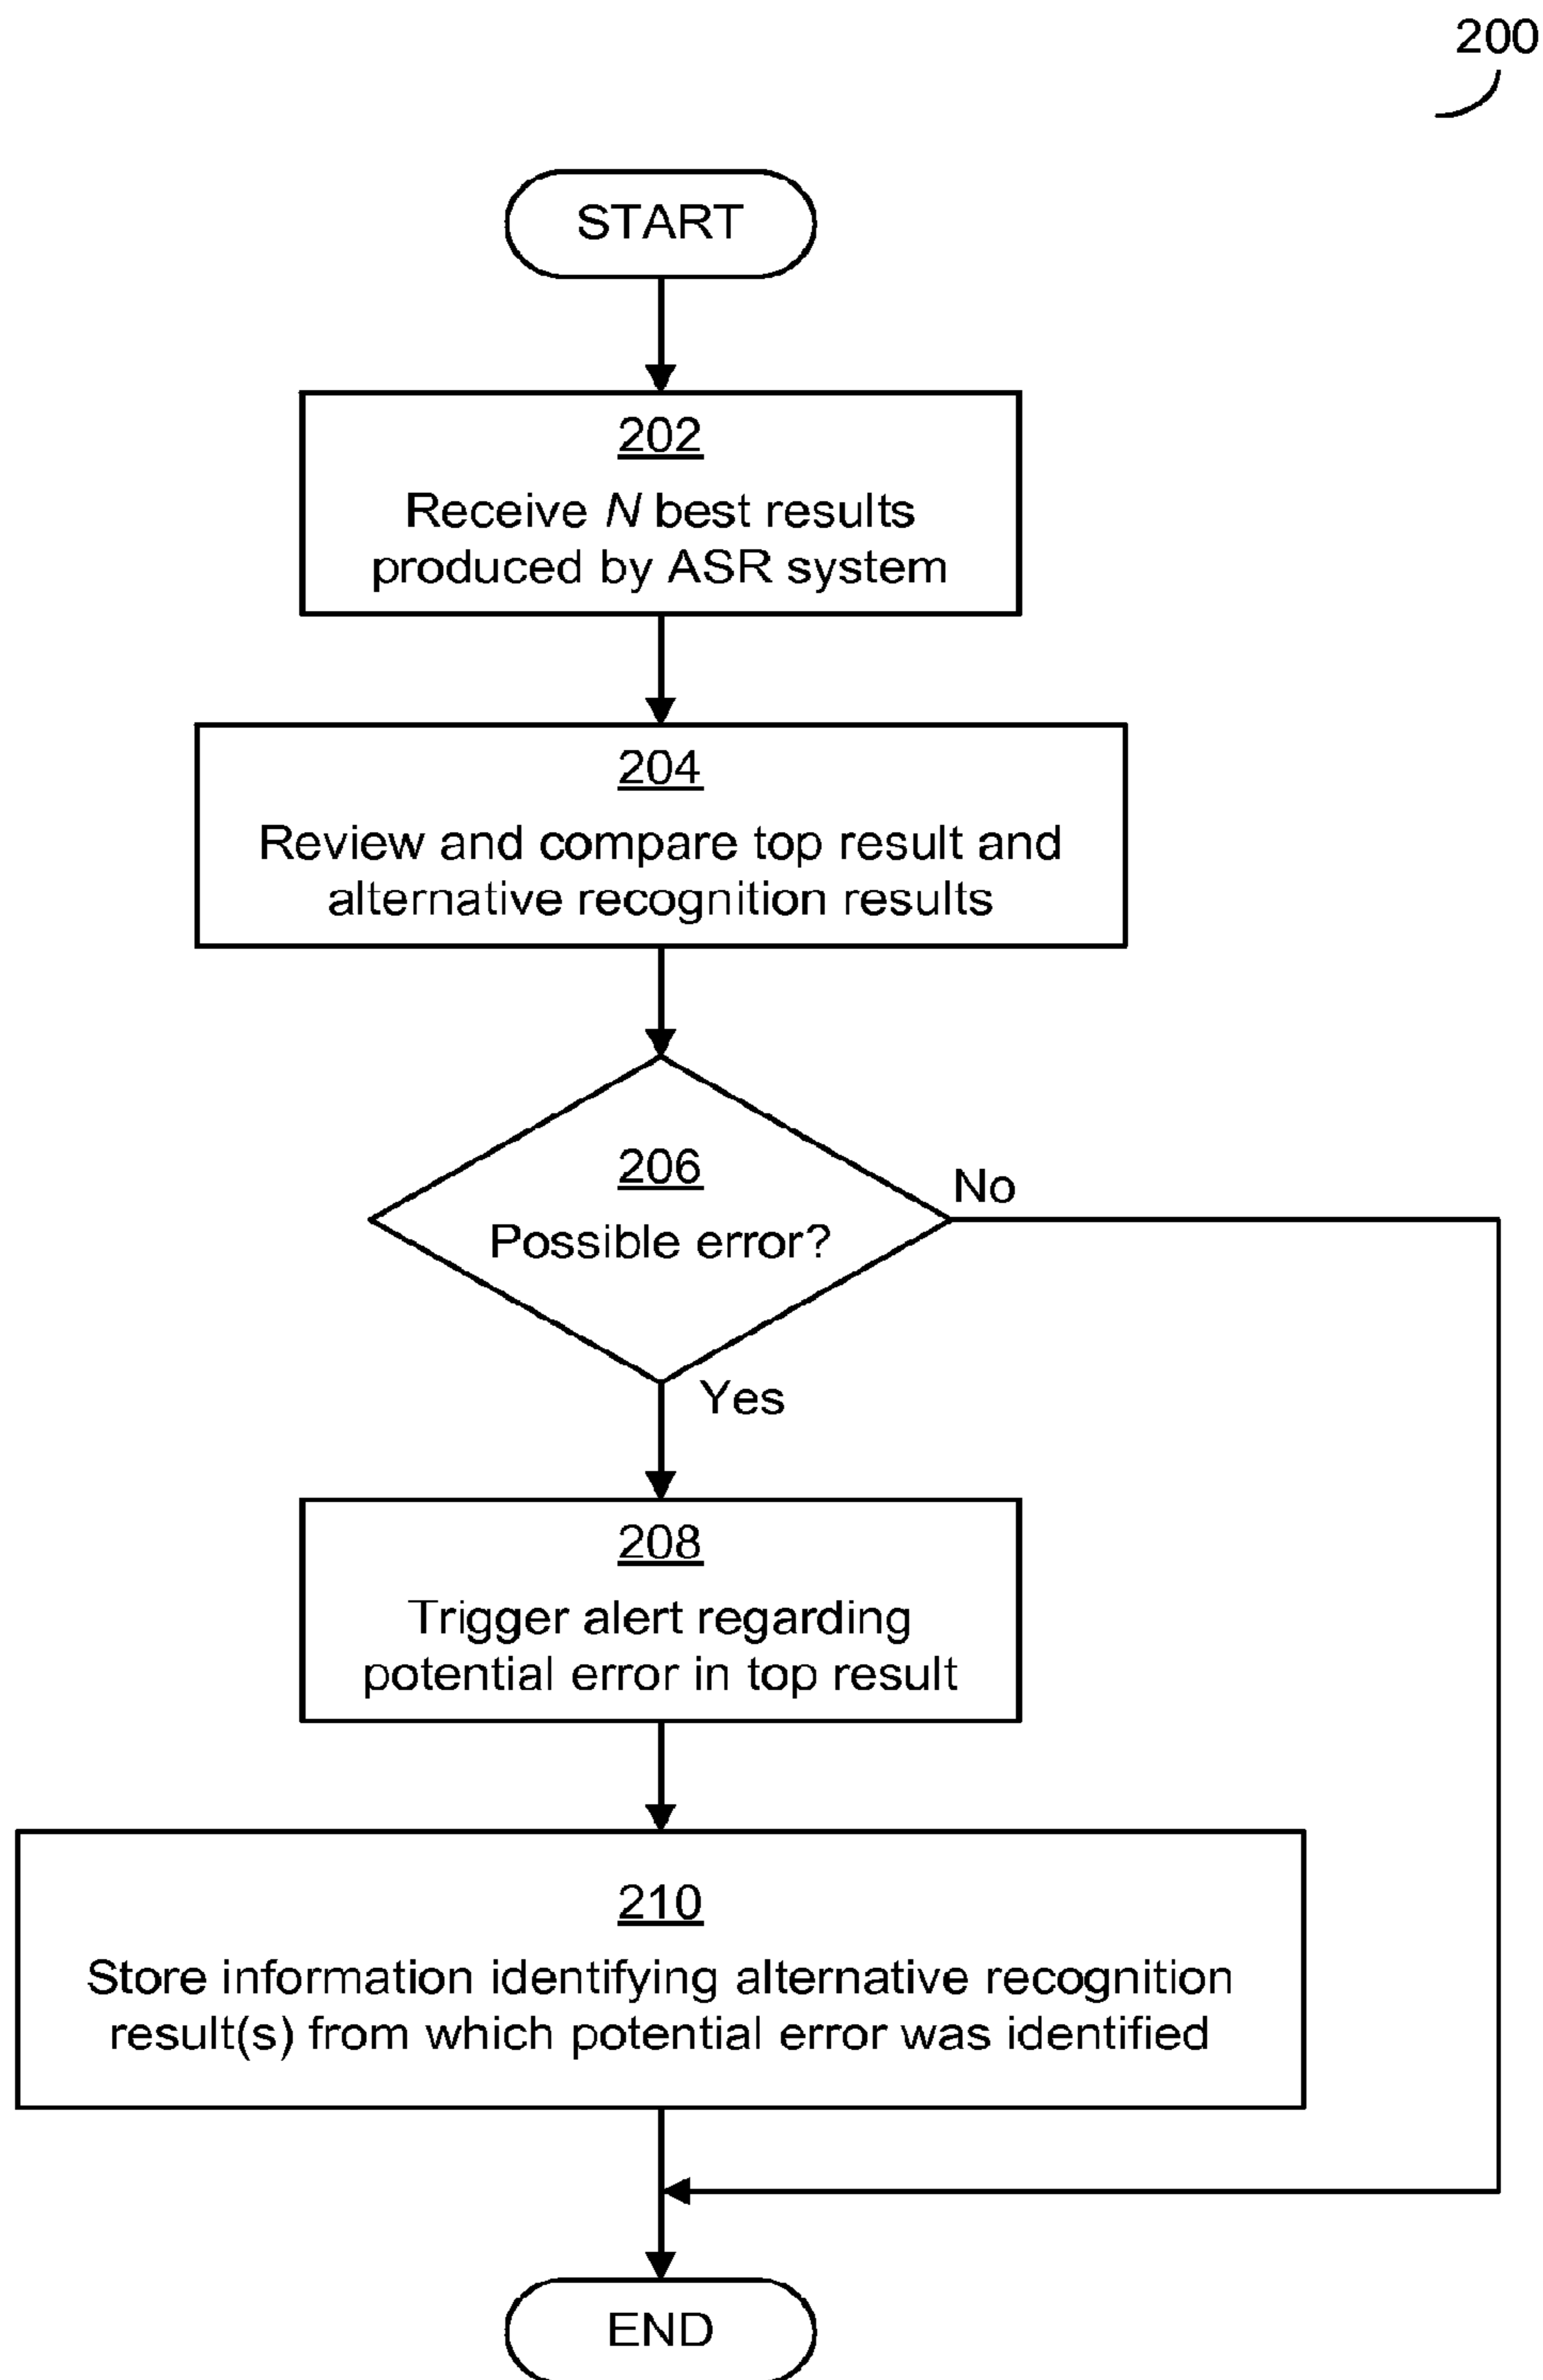 200
START
202
Receive N best results
produced by ASR system
204
Review and compare top result and
alternative recognition results
206
Possible error?
No
Yes
208
Trigger alert regarding
potential error in top result
210
Store information identifying alternative recognition
result(s) from which potential error was identified
END